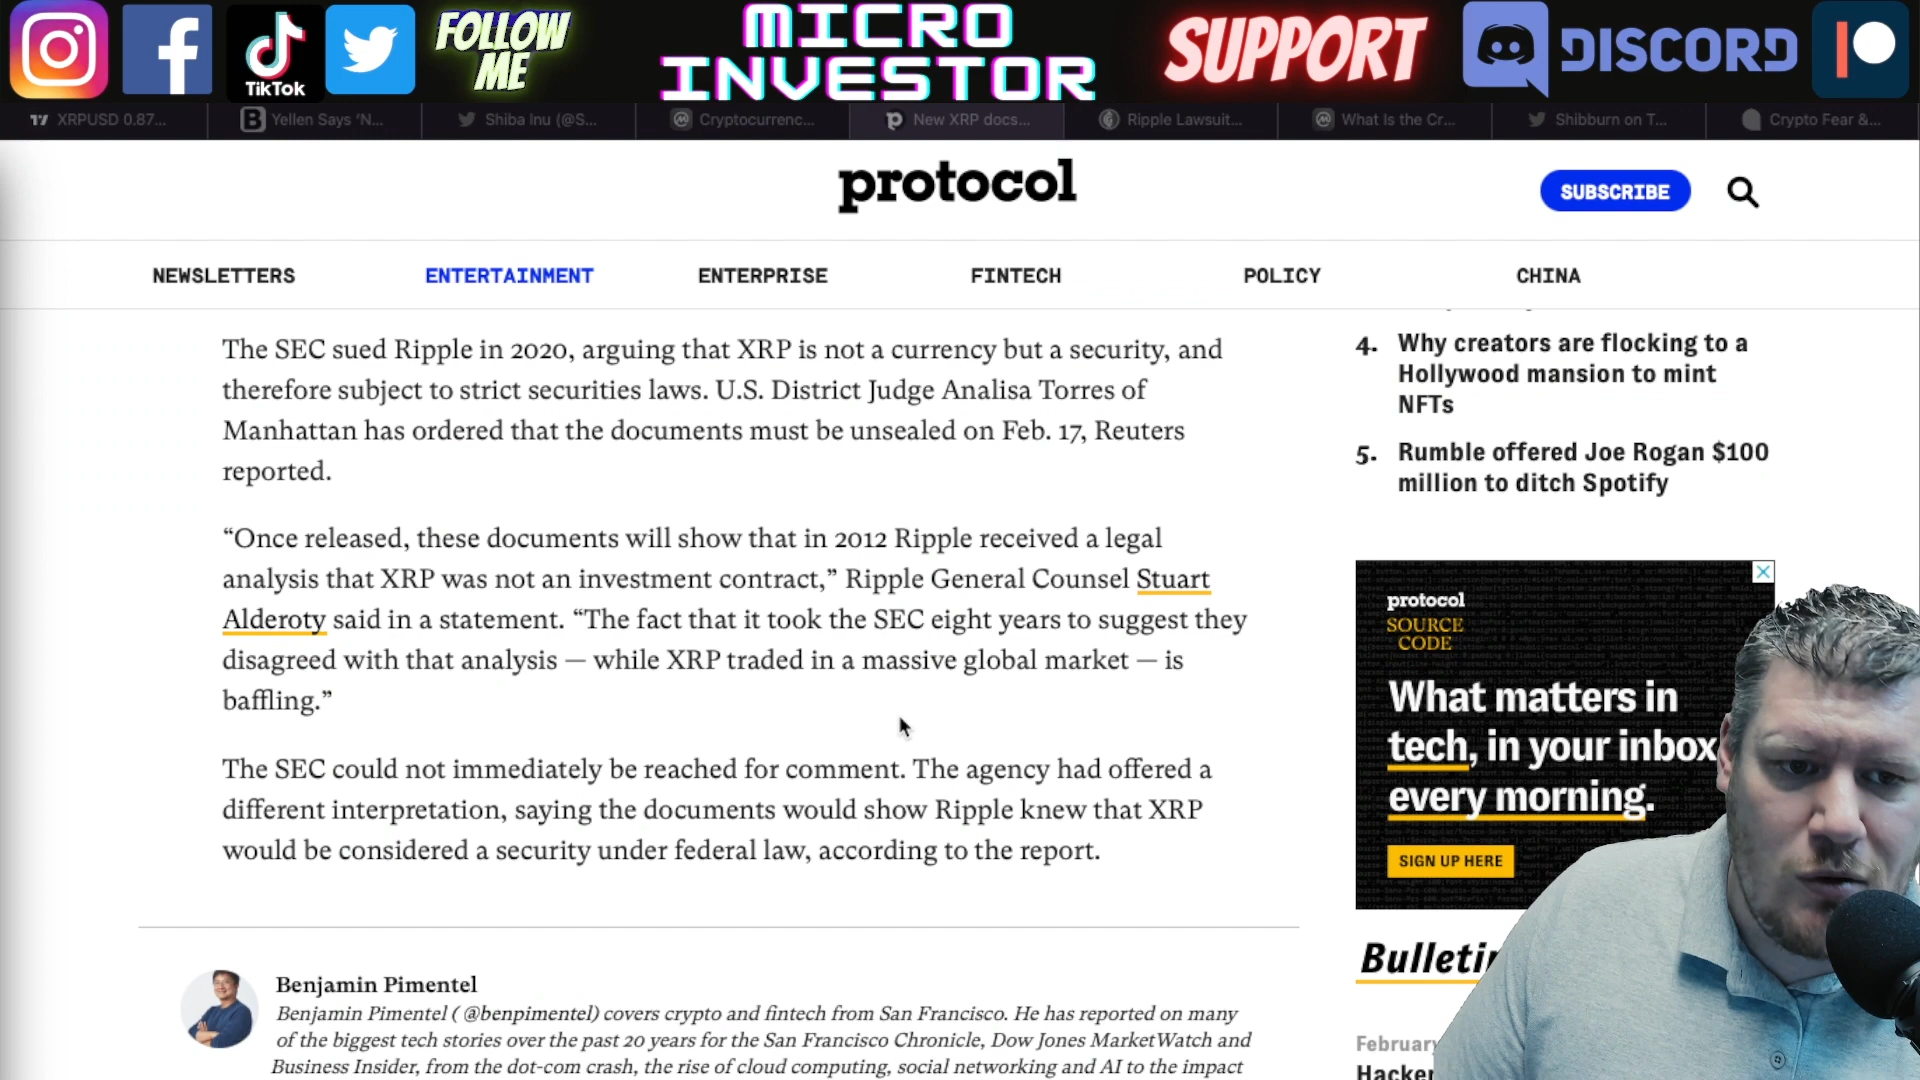 TikTok
FOLLOW
ME
MICRO
INVESTOR
SUPPORT
DISCORD
XRPUSD 0.87...
Yellen Says 'N...
Shiba Inu (@S...
Cryptocurrenc...
New XRP docs...
Ripple Lawsuit...
What Is the Cr...
Shibburn on T...
Crypto Fear &...
protocol
SUBSCRIBE
NEWSLETTERS
ENTERTAINMENT
ENTERPRISE
FINTECH
POLICY
CHINA
The SEC sued Ripple in 2020, arguing that XRP is not a currency but a security, and
therefore subject to strict securities laws. U.S. District Judge Analisa Torres of
Manhattan has ordered that the documents must be unsealed on Feb. 17, Reuters
reported.
“Once released, these documents will show that in 2012 Ripple received a legal
analysis that XRP was not an investment contract,” Ripple General Counsel Stuart
Alderoty said in a statement. “The fact that it took the SEC eight years to suggest they
disagreed with that analysis — while XRP traded in a massive global market — is
baffling.”
The SEC could not immediately be reached for comment. The agency had offered a
different interpretation, saying the documents would show Ripple knew that XRP
would be considered a security under federal law, according to the report.
Benjamin Pimentel
Benjamin Pimentel ( @benpimentel) covers crypto and fintech from San Francisco. He has reported on many
of the biggest tech stories over the past 20 years for the San Francisco Chronicle, Dow Jones MarketWatch and
Business Insider, from the dot-com crash, the rise of cloud computing, social networking and AI to the impact
4. Why creators are flocking to a
Hollywood mansion to mint
NFTs
5. Rumble offered Joe Rogan $100
million to ditch Spotify
protocol
SOURCE
CODE
What matters in
tech, in your inbox,
every morning.
SIGN UP HERE
Bulletin
February